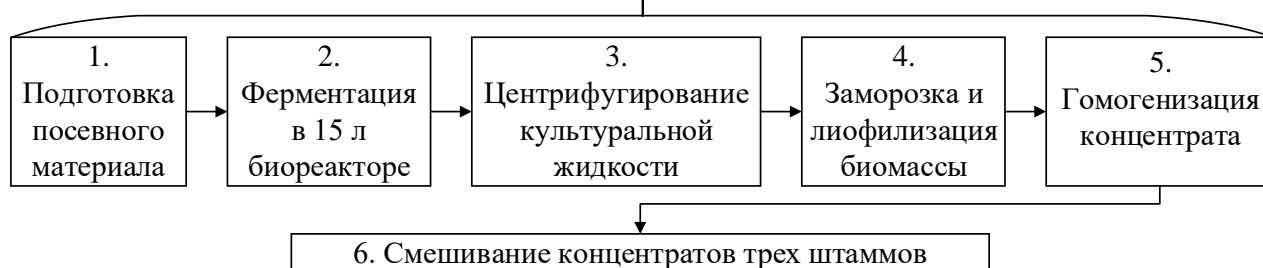 1.
Подготовка
посевного
материала
2.
Ферментация
в 15 л
биореакторе
3.
Центрифугирование
культуральной
жидкости
4.
Заморозка и
лиофилизация
биомассы
5.
Гомогенизация
концентрата
6. Смешивание концентратов трех штаммов